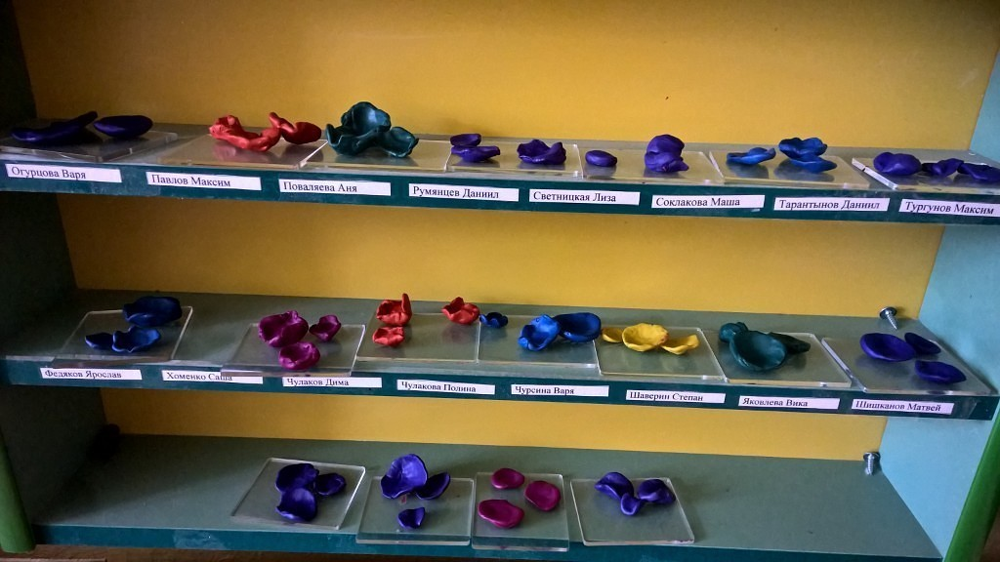 Огурцова Варя
Павлов Максим
Поваляева Аня
Румянцев Даниил
Светницкая Лиза
Соклакова Маша
Тарантынов Даниил
Тургунов Максим
Федяков Ярослав
Хоменко Саша
Чулаков Дима
Чулакова Полина
Чурсина Варя
Шаверин Степан
Яковлева Вика
Шишканов Матвей